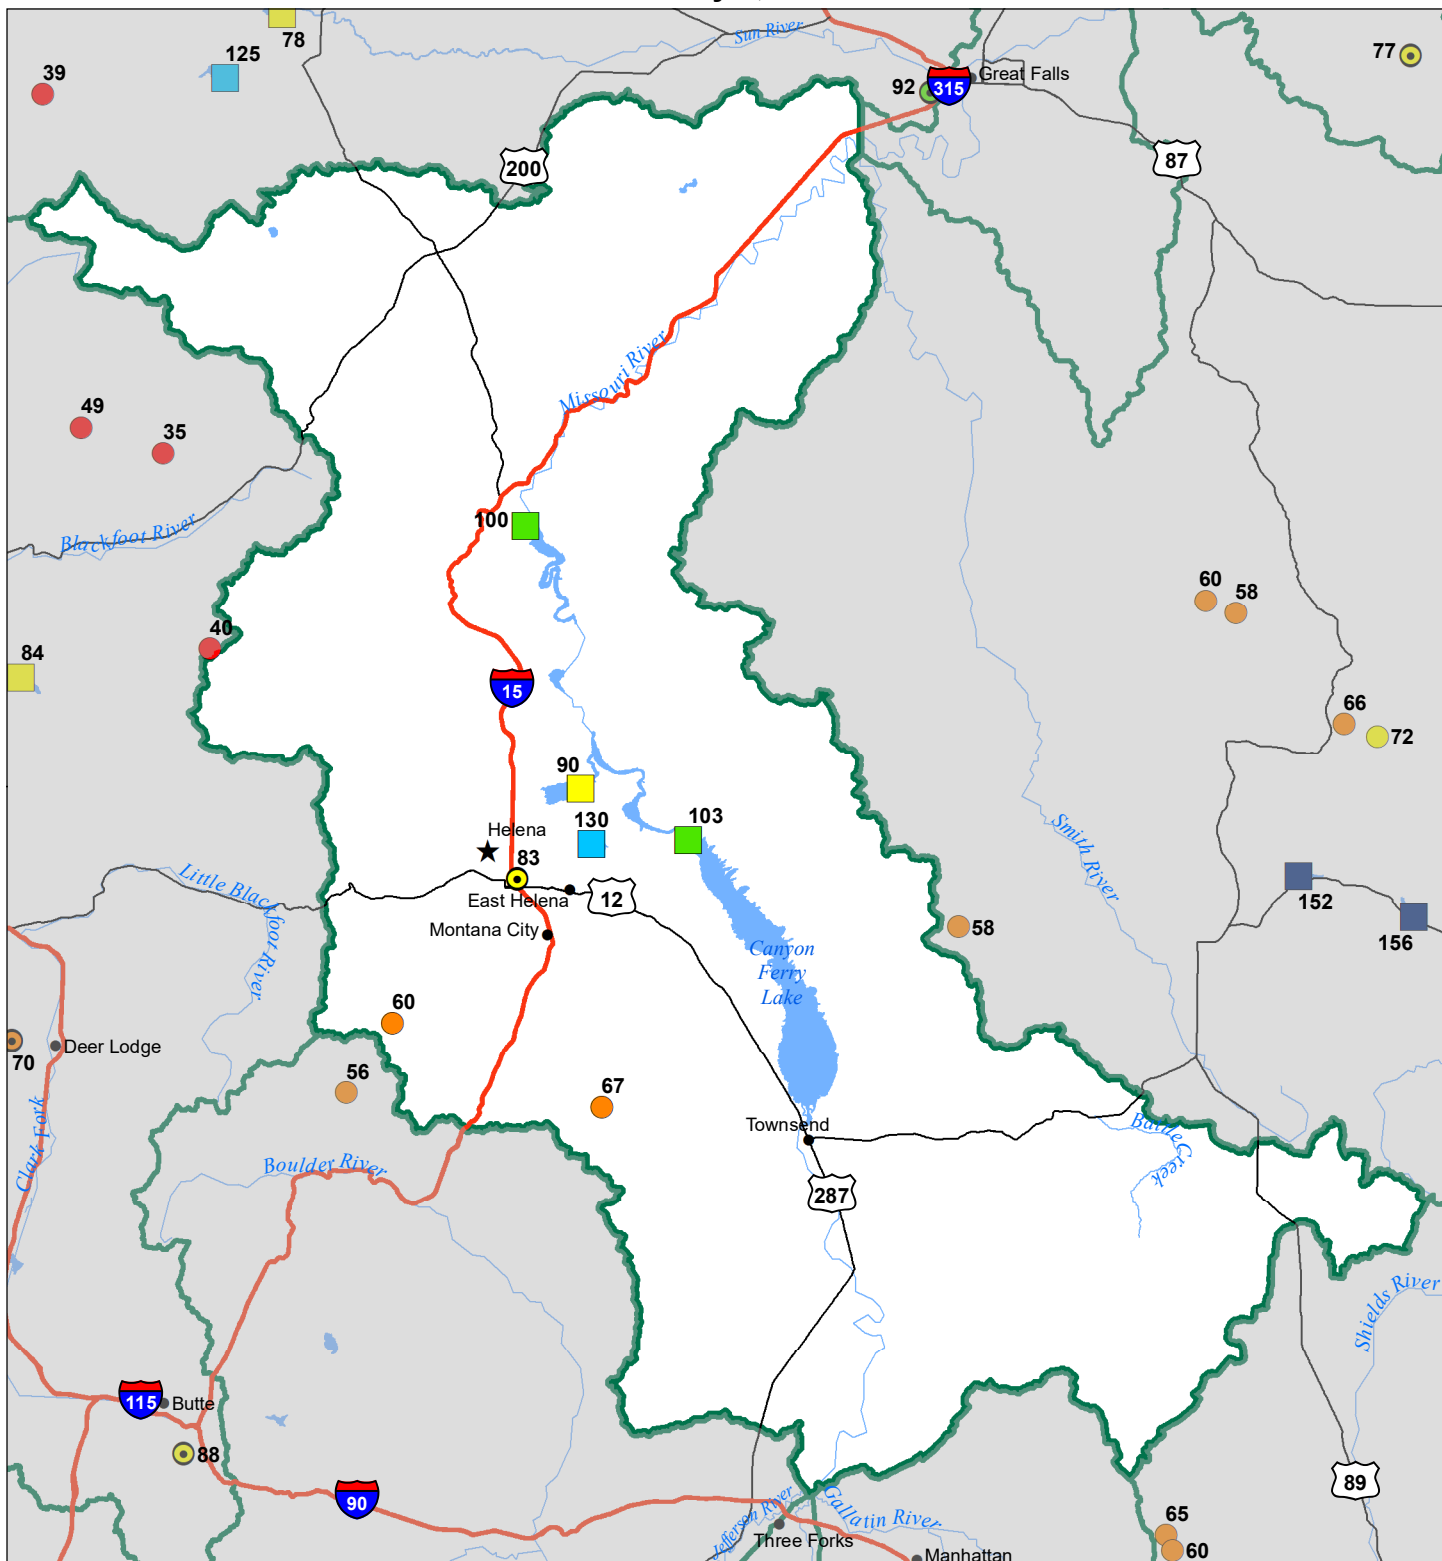 78
Sun River
125
39
77
92
315
Great Falls
200
87
Missouri River
49
35
100
Blackfoot River
60
58
40
84
15
66
72
90
130
103
Helena
83
Smith River
Little Blackfoot River
East Helena
12
152
156
Montana City
58
Canyon
Ferry
Lake
60
70
Deer Lodge
56
67
Clark Fork
Townsend
Battle Creek
Boulder River
287
Shields River
115
Butte
88
90
89
Jefferson River
Gallatin River
65
Three Forks
60
Manhattan